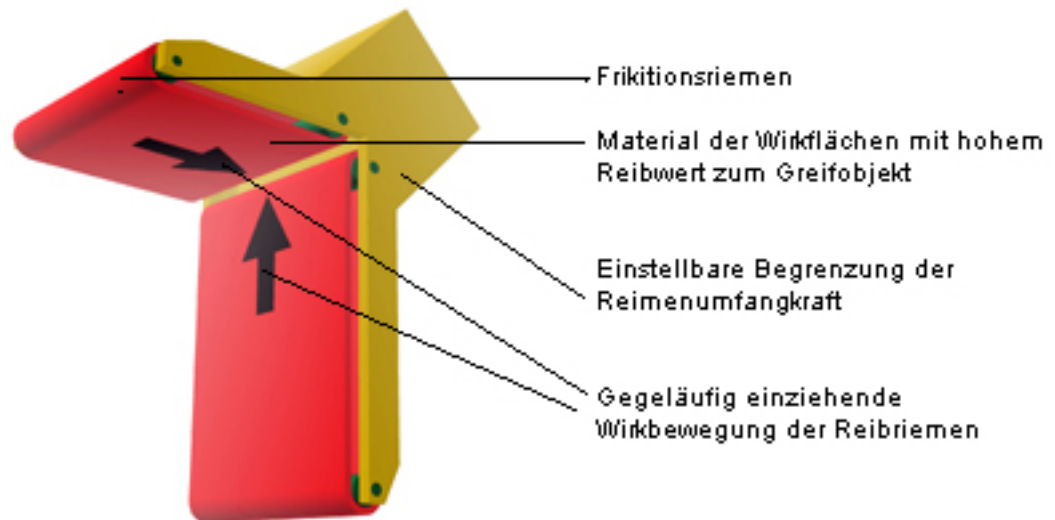 Frikitionsriemen
Material der Wirkflächen mit hohem
Reibwert zum Greifobjekt
Einstellbare Begrenzung der
Reimenumfangkraft
Gegeläufig einziehende
Wirkbewegung der Reibriemen